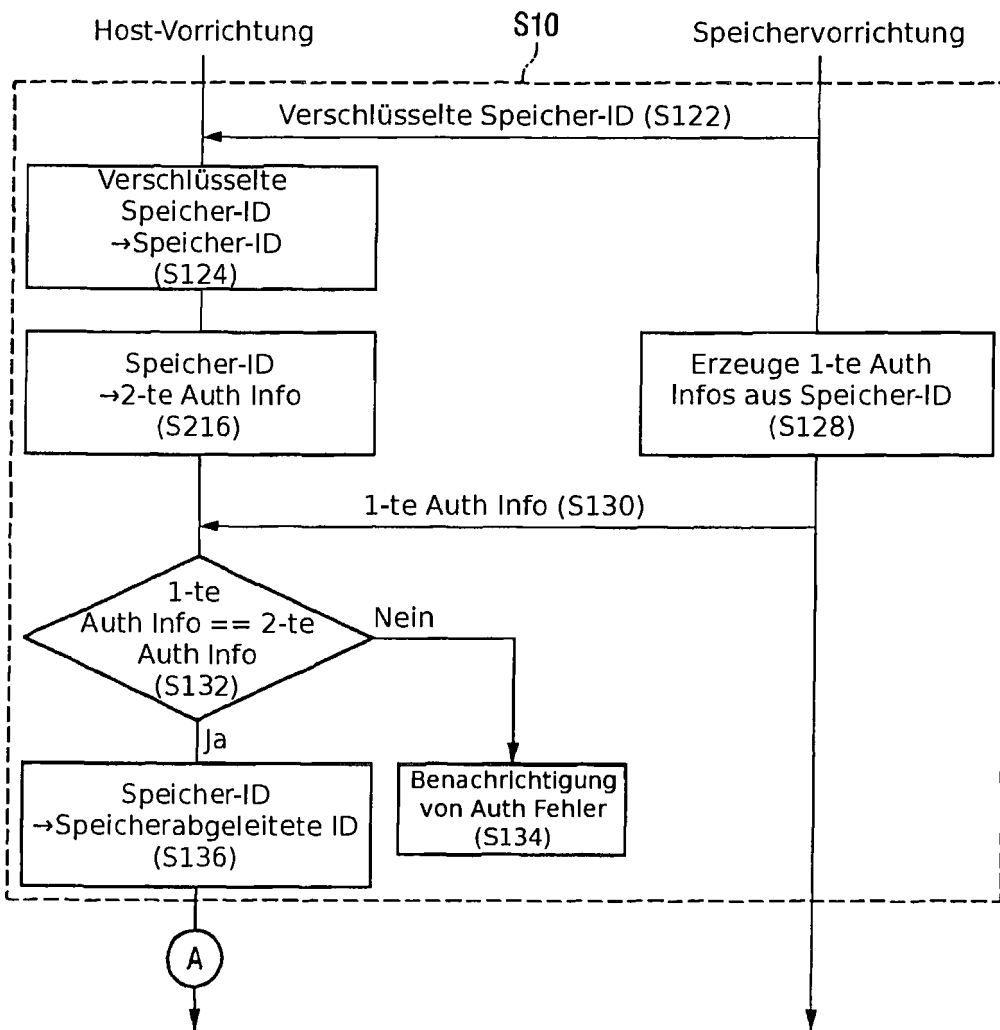 Host-Vorrichtung
S10
Speichervorrichtung
Verschlüsselte Speicher-ID (S122)
Verschlüsselte
Speicher-ID
→Speicher-ID
(S124)
Speicher-ID
→2-te Auth Info
(S216)
Erzeuge 1-te Auth
Infos aus Speicher-ID
(S128)
1-te Auth Info (S130)
1-te
Auth Info == 2-te
Auth Info
(S132)
Nein
Ja
Speicher-ID
→Speicherabgeleitete ID
(S136)
Benachrichtigung
von Auth Fehler
(S134)
A